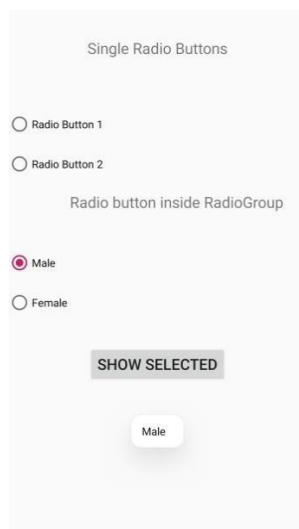 Single Radio Buttons
Radio Button 1
Radio Button 2
Radio button inside RadioGroup
Male
Female
SHOW SELECTED
Male